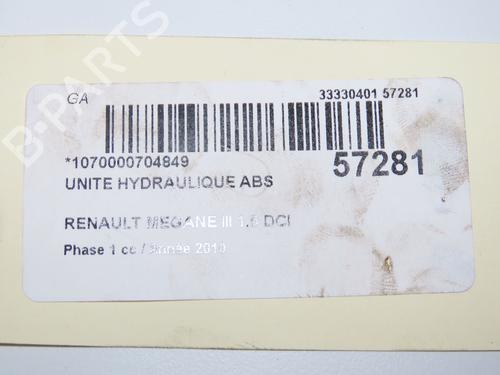 GA
33330401 57281
*1070000704849
57281
UNITE HYDRAULIQUE ABS
RENAULT MEGANE III 1.5 DCI
Phase 1 cc / Année 2010
B-PARTS